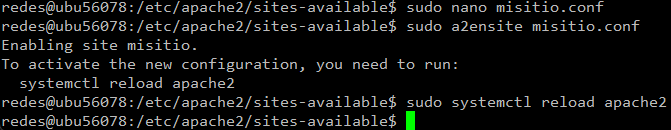 redes@ubu56078:/etc/apache2/sites-available$ sudo nano misitio.conf
redes@ubu56078:/etc/apache2/sites-available$ sudo a2ensite misitio.conf
Enabling site misitio.
To activate the new configuration, you need to run:
  systemctl reload apache2
redes@ubu56078:/etc/apache2/sites-available$ sudo systemctl reload apache2
redes@ubu56078:/etc/apache2/sites-available$